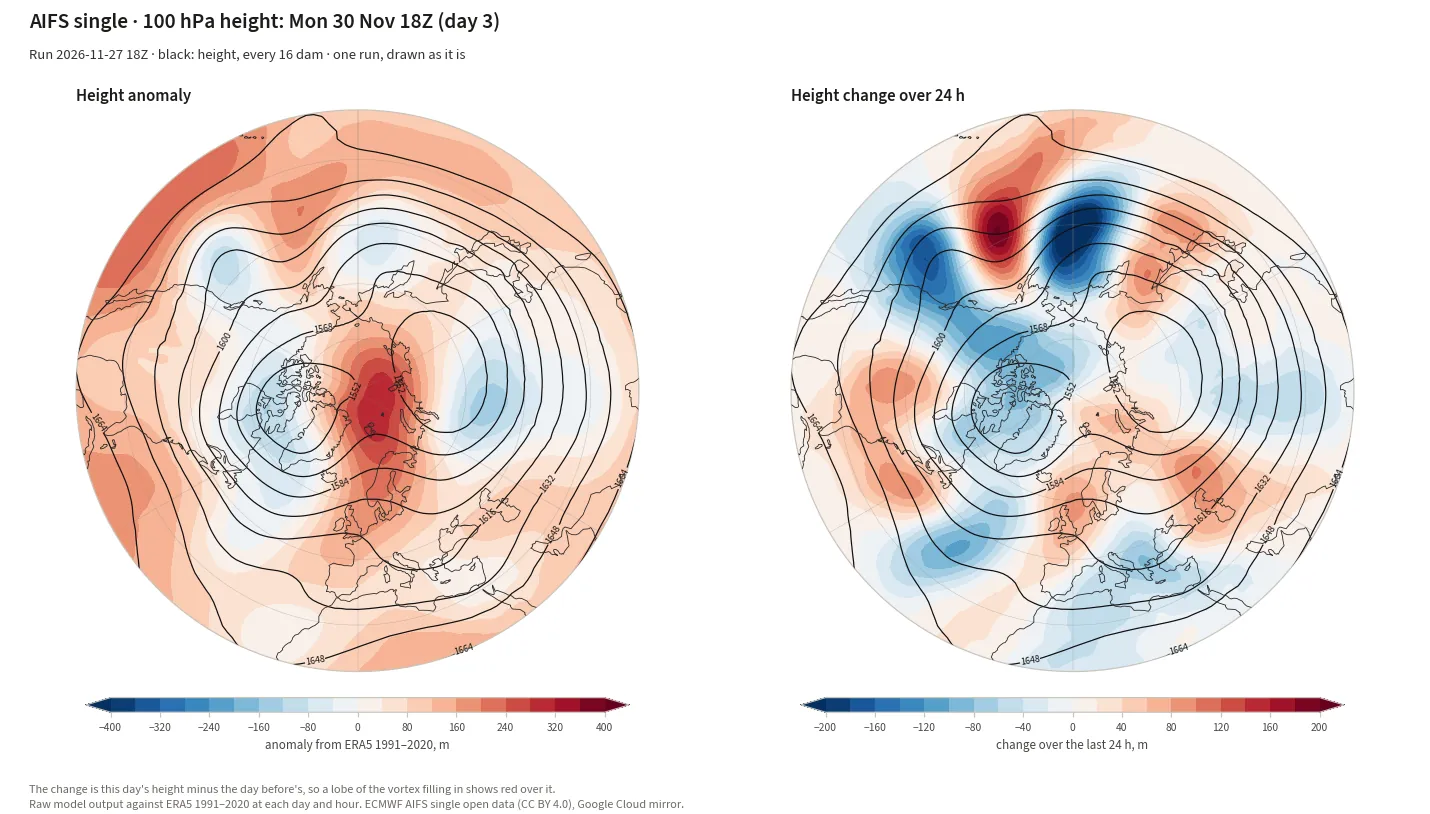 AIFS single · 100 hPa height: Mon 30 Nov 18Z (day 3)
Run 2026-11-27 18Z · black: height, every 16 dam · one run, drawn as it is
Height anomaly
Height change over 24 h
1568
1600
1552
1584
1664
1632
1616
1648
1648
1664
1568
1600
1552
1584
1664
1632
1616
1648
1648
1664
−400 −320 −240 −160 −80 0 80 160 240 320 400
anomaly from ERA5 1991–2020, m
−200 −160 −120 −80 −40 0 40 80 120 160 200
change over the last 24 h, m
The change is this day's height minus the day before's, so a lobe of the vortex filling in shows red over it.
Raw model output against ERA5 1991–2020 at each day and hour. ECMWF AIFS single open data (CC BY 4.0), Google Cloud mirror.